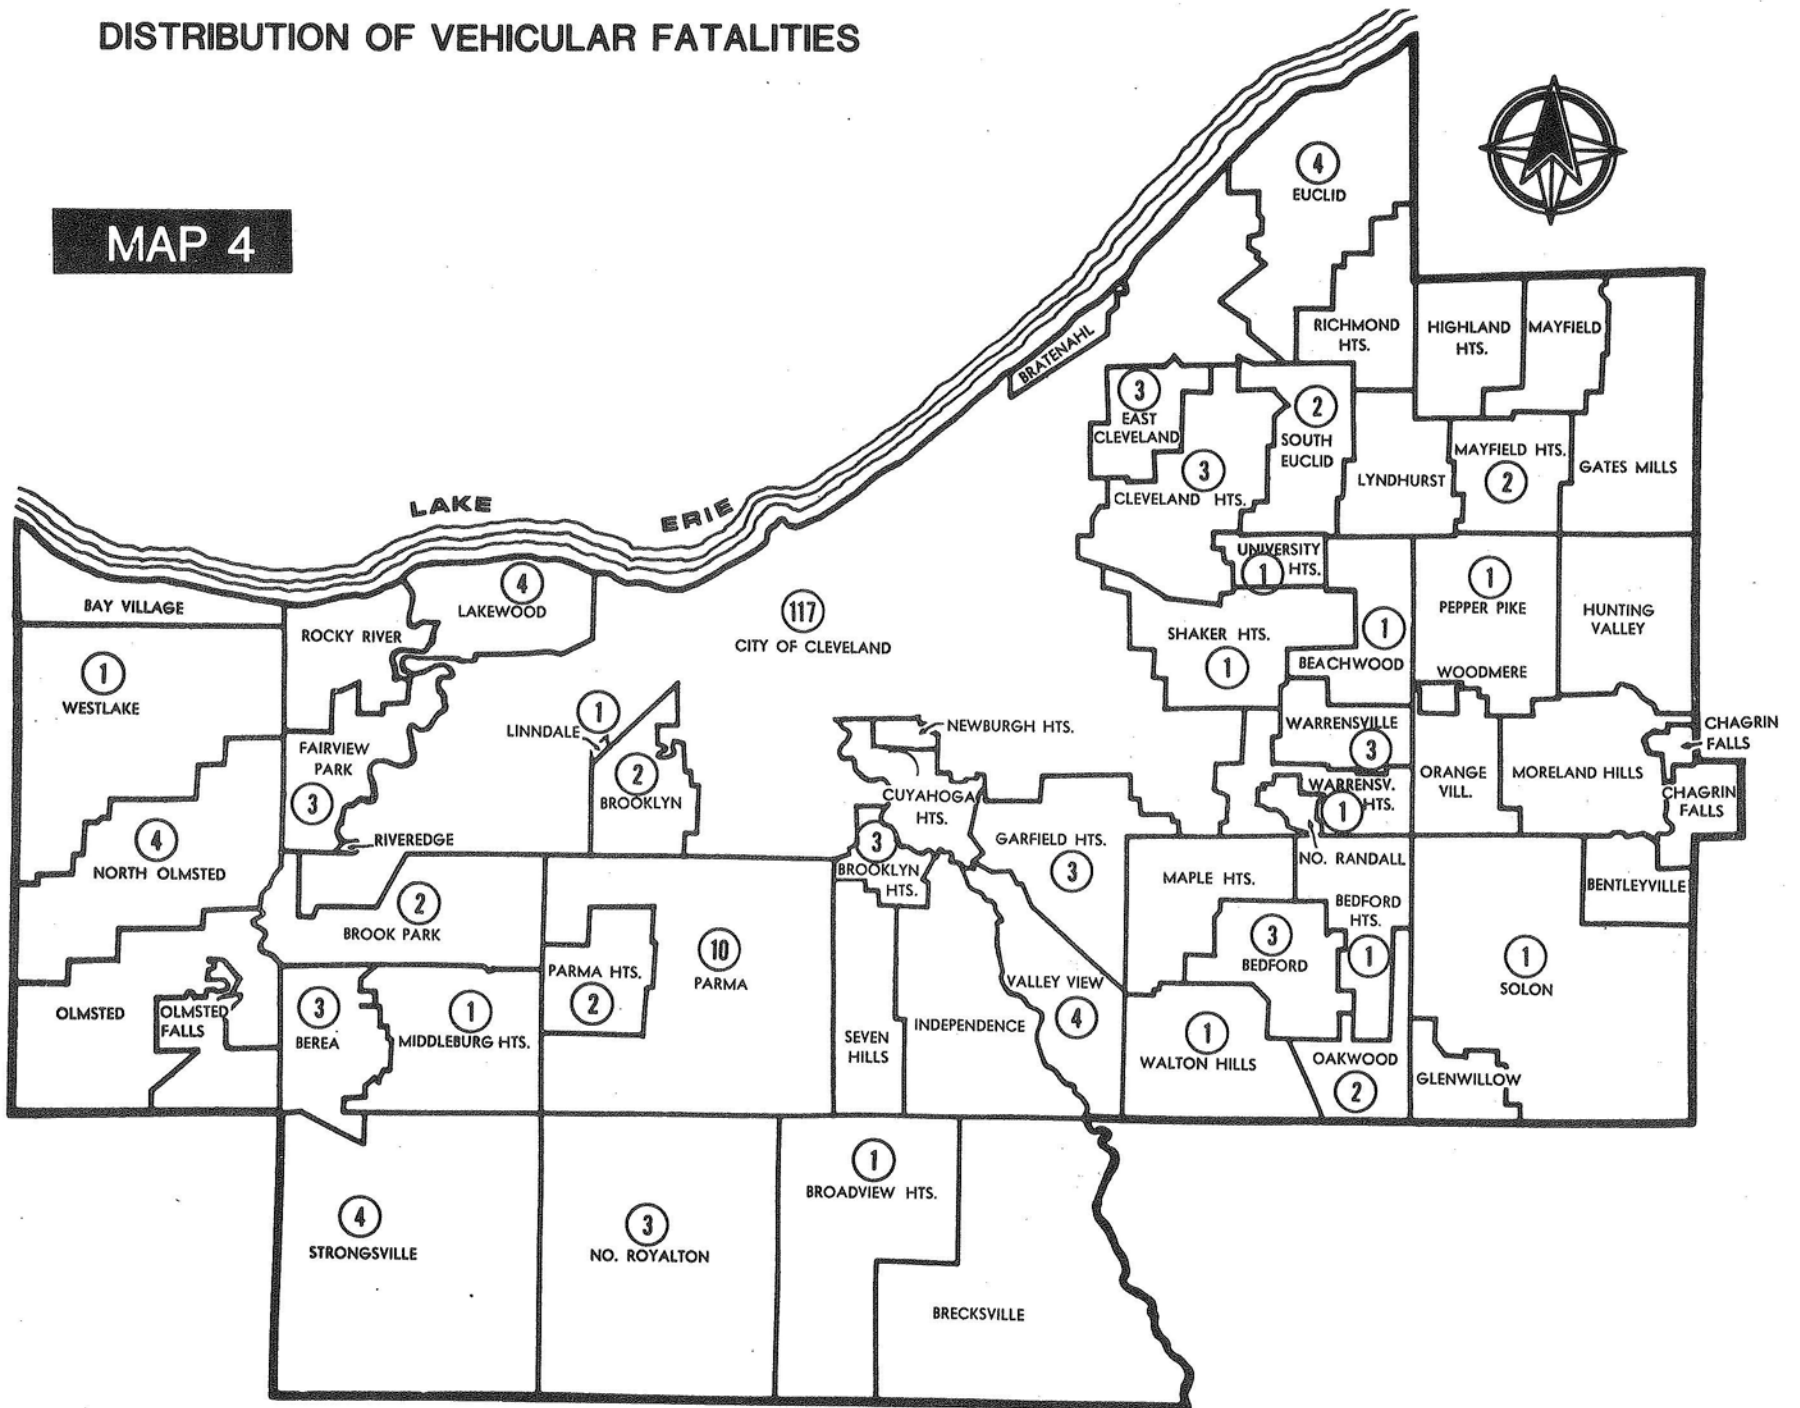 DISTRIBUTION OF VEHICULAR FATALITIES
MAP 4
4
EUCLID
RICHMOND
HTS.
HIGHLAND
HTS.
MAYFIELD
BRATENAHL
3
EAST
CLEVELAND
2
SOUTH
EUCLID
3
CLEVELAND HTS.
LYNDHURST
MAYFIELD HTS.
2
GATES MILLS
LAKE ERIE
UNIVERSITY
HTS.
1
1
PEPPER PIKE
HUNTING
VALLEY
BAY VILLAGE
ROCKY RIVER
4
LAKEWOOD
117
CITY OF CLEVELAND
SHAKER HTS.
1
1
BEACHWOOD
WOODMERE
1
WESTLAKE
FAIRVIEW
PARK
3
1
LINNDALE
2
BROOKLYN
NEWBURGH HTS.
CUYAHOGA
HTS.
WARRENSVILLE
3
WARRENSV.
HTS.
1
ORANGE
VILL.
MORELAND HILLS
CHAGRIN
FALLS
CHAGRIN
FALLS
4
NORTH OLMSTED
RIVEREDGE
3
BROOKLYN
HTS.
GARFIELD HTS.
3
NO. RANDALL
MAPLE HTS.
BEDFORD
HTS.
1
BENTLEYVILLE
2
BROOK PARK
PARMA HTS.
2
10
PARMA
3
BEDFORD
1
SOLON
OLMSTED
OLMSTED
FALLS
3
BEREA
1
MIDDLEBURG HTS.
SEVEN
HILLS
INDEPENDENCE
VALLEY VIEW
4
1
WALTON HILLS
OAKWOOD
2
GLENWILLOW
4
STRONGSVILLE
3
NO. ROYALTON
1
BROADVIEW HTS.
BRECKSVILLE